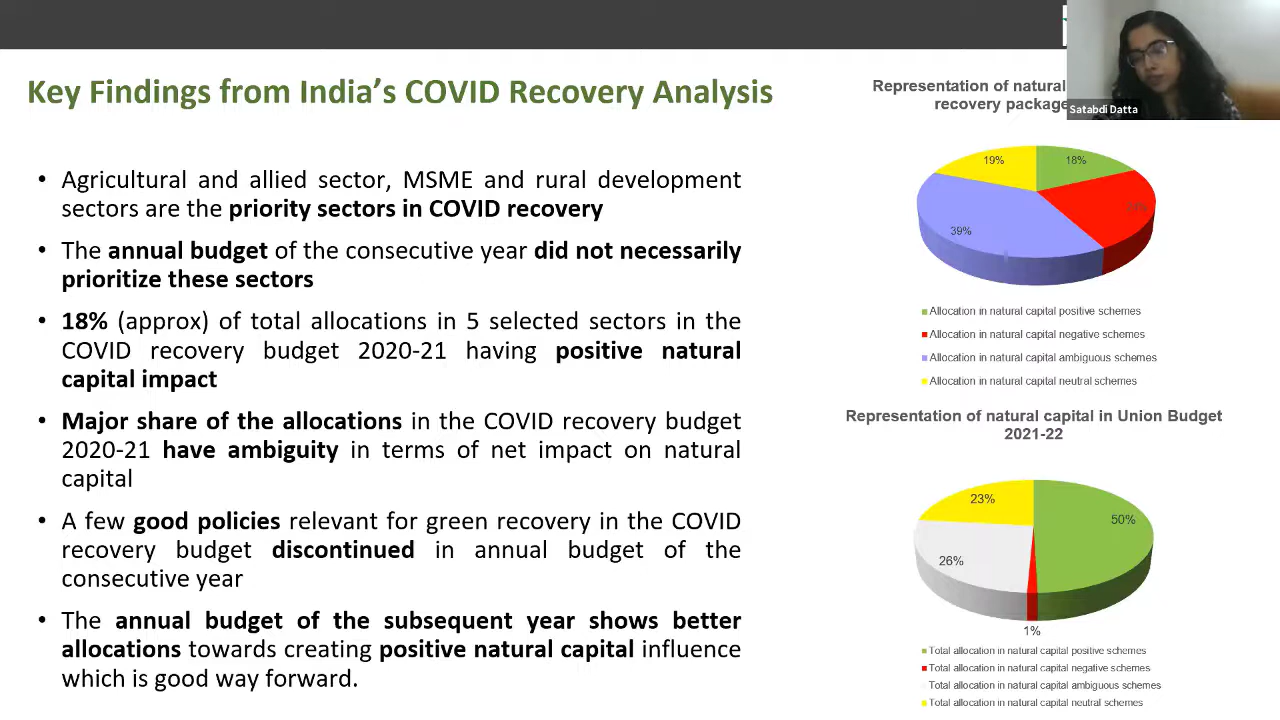 Key Findings from India's COVID Recovery Analysis
• Agricultural and allied sector, MSME and rural development
sectors are the priority sectors in COVID recovery
• The annual budget of the consecutive year did not necessarily
prioritize these sectors
• 18% (approx) of total allocations in 5 selected sectors in the
COVID recovery budget 2020-21 having positive natural
capital impact
• Major share of the allocations in the COVID recovery budget
2020-21 have ambiguity in terms of net impact on natural
capital
• A few good policies relevant for green recovery in the COVID
recovery budget discontinued in annual budget of the
consecutive year
• The annual budget of the subsequent year shows better
allocations towards creating positive natural capital influence
which is good way forward.
Representation of natural
recovery package
Satabdi Datta
19%
18%
39%
Allocation in natural capital positive schemes
Allocation in natural capital negative schemes
Allocation in natural capital ambiguous schemes
Allocation in natural capital neutral schemes
Representation of natural capital in Union Budget
2021-22
23%
50%
26%
1%
Total allocation in natural capital positive schemes
Total allocation in natural capital negative schemes
Total allocation in natural capital ambiguous schemes
Total allocation in natural capital neutral schemes